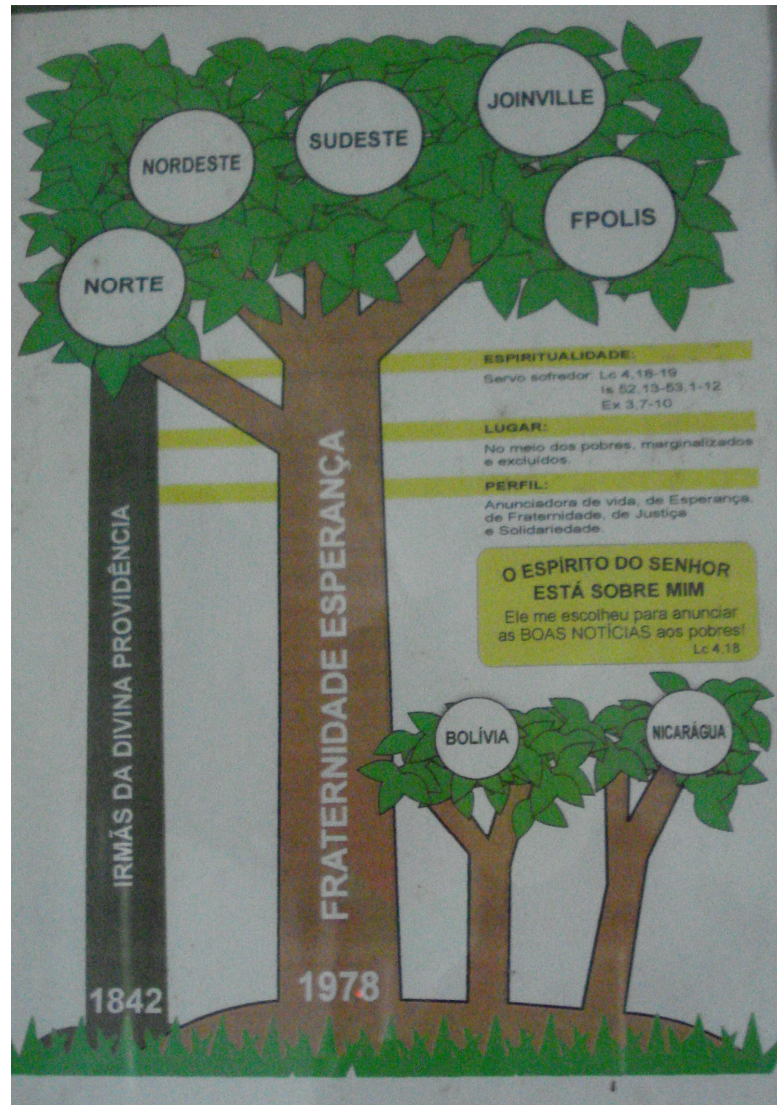 JOINVILLE
SUDESTE
NORDESTE
FPOLIS
NORTE
ESPIRITUALIDADE:
Servo sofredor: Lc 4,18-19
Is 52,13-53,1-12
Ex 3,7-10
LUGAR:
No meio dos pobres, marginalizados
e excluídos.
PERFIL:
Anunciadora de vida, de Esperança,
de Fraternidade, de Justiça
e Solidariedade.
O ESPÍRITO DO SENHOR
ESTÁ SOBRE MIM
Ele me escolheu para anunciar
as BOAS NOTÍCIAS aos pobres!
Lc 4,18
IRMÃS DA DIVINA PROVIDÊNCIA
1842
FRATERNIDADE ESPERANÇA
1978
BOLÍVIA
NICARÁGUA